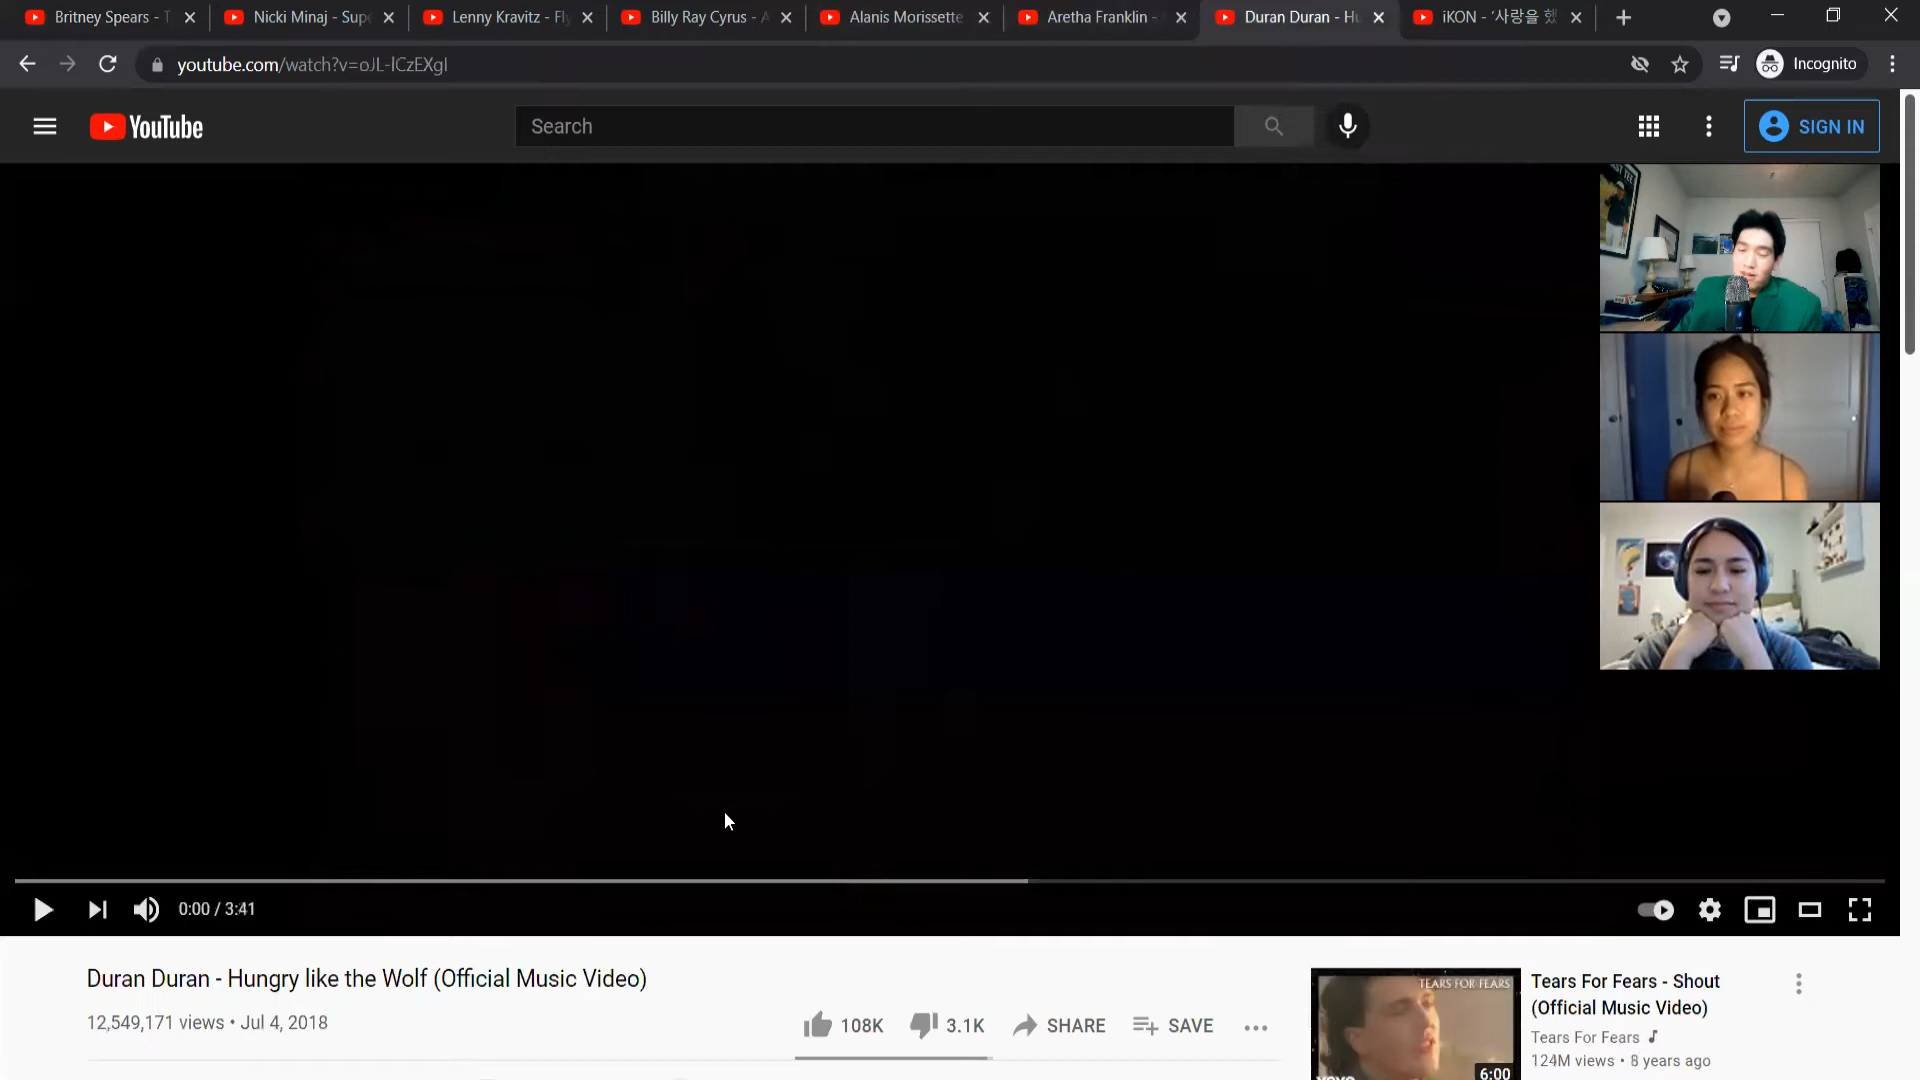 Britney Spears - T
Nicki Minaj - Supe
Lenny Kravitz - Fly
Billy Ray Cyrus - A
Alanis Morissette
Aretha Franklin -
Duran Duran - Hu
iKON - '사랑을 했
youtube.com/watch?v=oJL-lCzEXgI
Incognito
YouTube
Search
SIGN IN
0:00 / 3:41
Duran Duran - Hungry like the Wolf (Official Music Video)
12,549,171 views • Jul 4, 2018
108K
3.1K
SHARE
SAVE
TEARS FOR FEARS
6:00
Tears For Fears - Shout
(Official Music Video)
Tears For Fears
124M views • 8 years ago